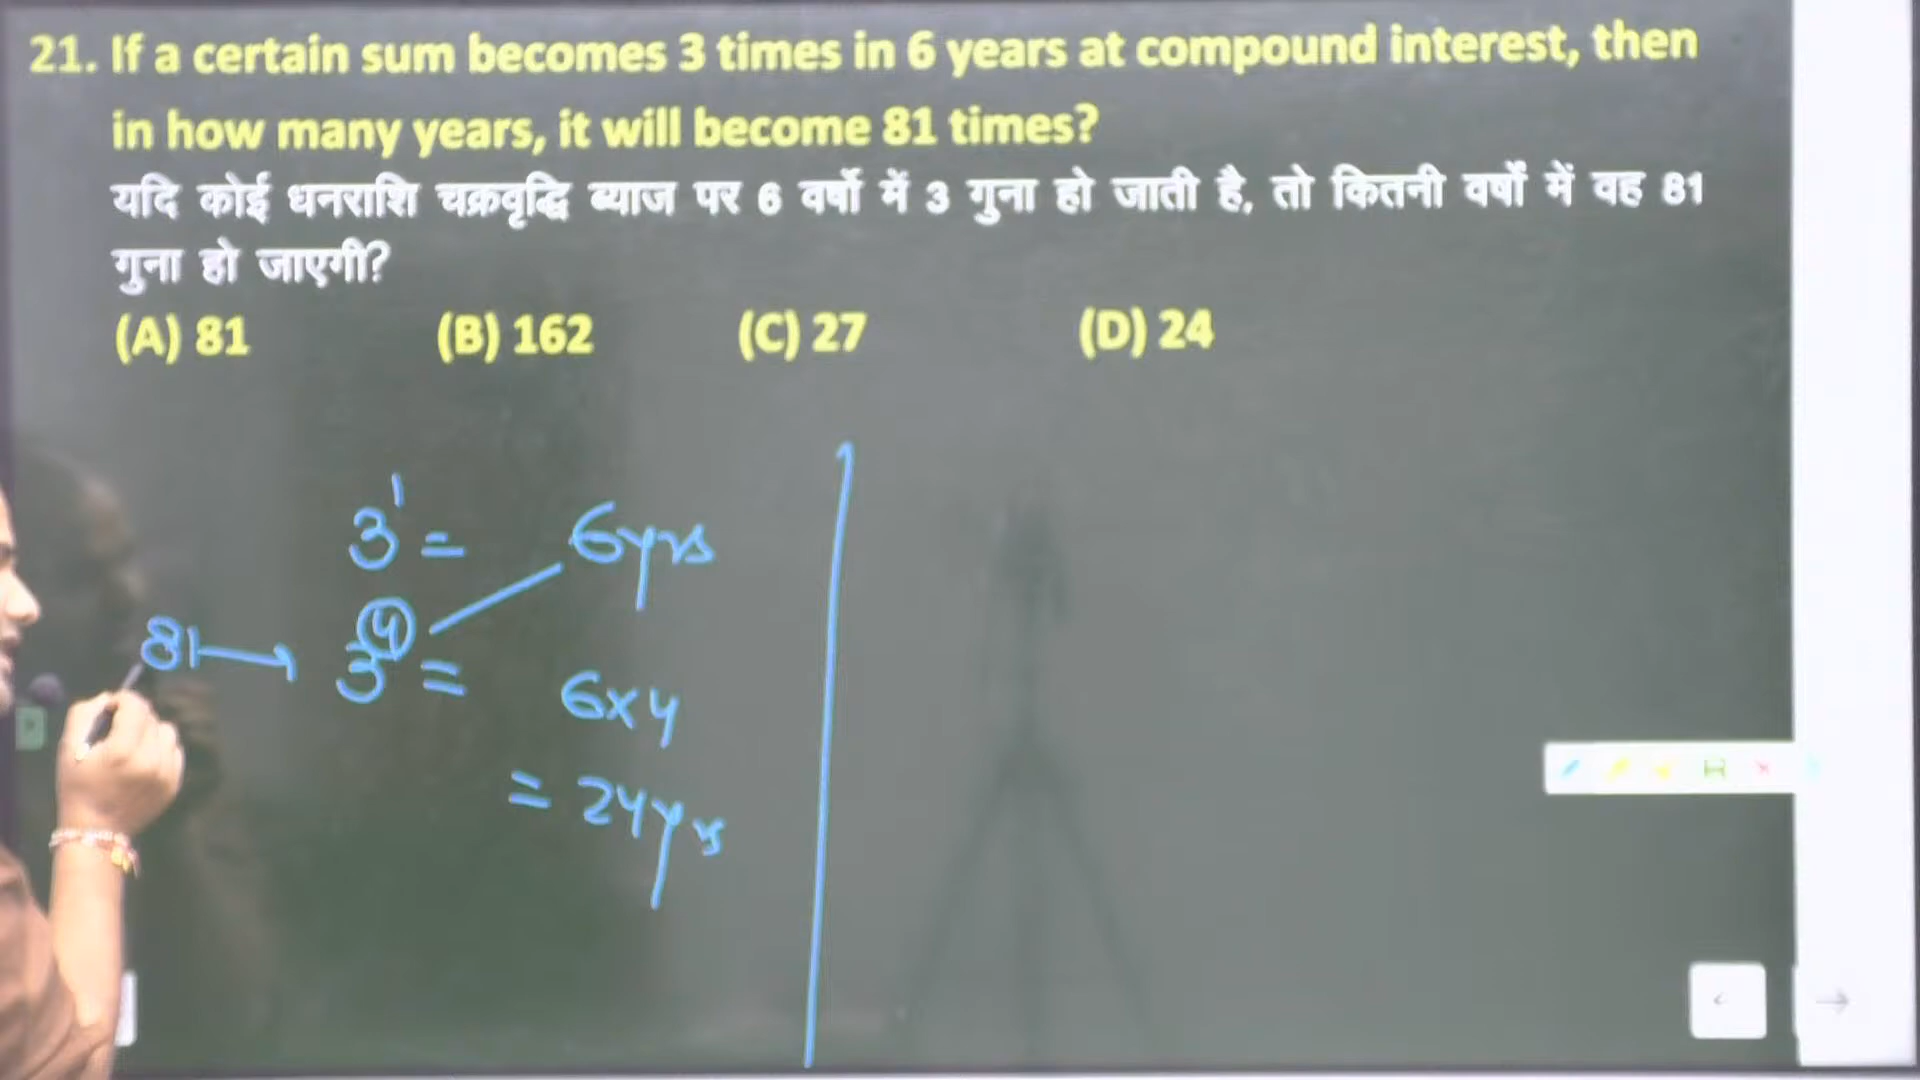 21. If a certain sum becomes 3 times in 6 years at compound interest, then
in how many years, it will become 81 times?
यदि कोई धनराशि चक्रवृद्धि ब्याज पर 6 वर्षो में 3 गुना हो जाती है, तो कितनी वर्षों में वह 81
गुना हो जाएगी?
(A) 81 (B) 162 (C) 27 (D) 24
3¹ = 6yrs
81 → 3⁴ = 6x4
= 24yrs